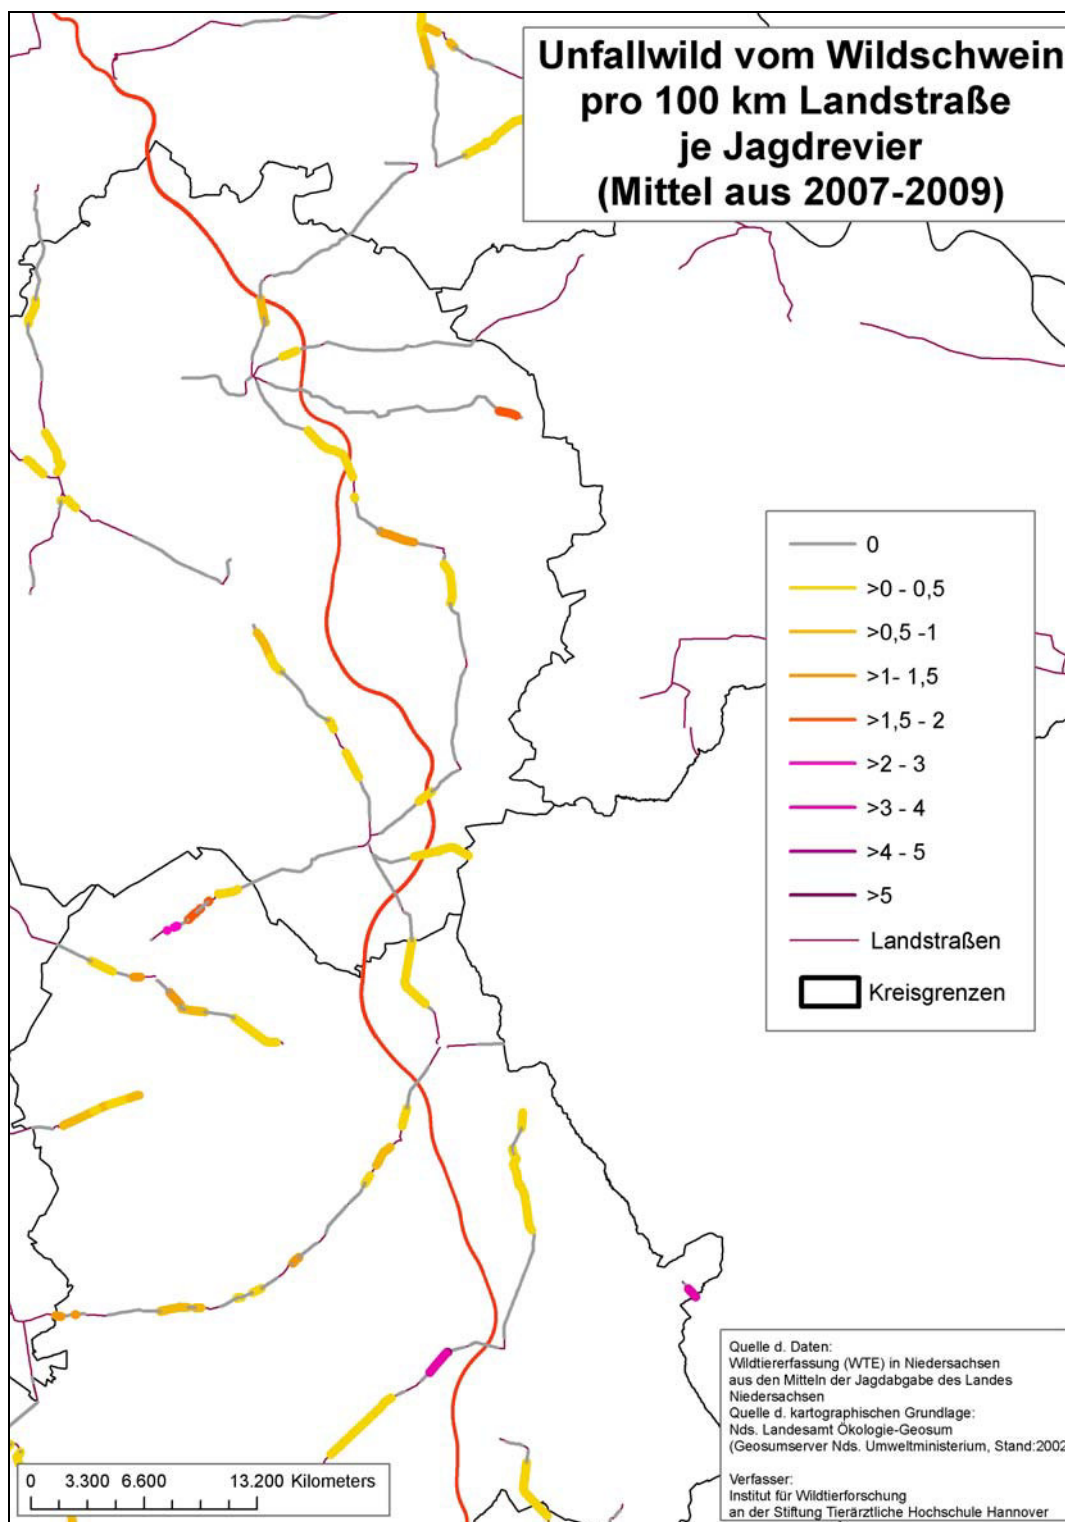 Unfallwild vom Wildschwein
pro 100 km Landstraße
je Jagdrevier
(Mittel aus 2007-2009)
0
>0 - 0,5
>0,5 -1
>1- 1,5
>1,5 - 2
>2 - 3
>3 - 4
>4 - 5
>5
Landstraßen
Kreisgrenzen
Quelle d. Daten:
Wildtiererfassung (WTE) in Niedersachsen
aus den Mitteln der Jagdabgabe des Landes
Niedersachsen
Quelle d. kartographischen Grundlage:
Nds. Landesamt Ökologie-Geosum
(Geosumserver Nds. Umweltministerium, Stand:2002
Verfasser:
Institut für Wildtierforschung
an der Stiftung Tierärztliche Hochschule Hannover
0 3.300 6.600 13.200 Kilometers